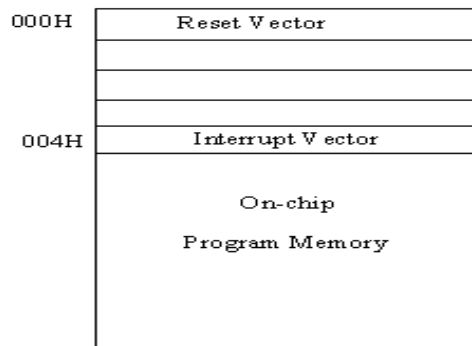 000H Reset Vector
004H Interrupt Vector
On-chip
Program Memory